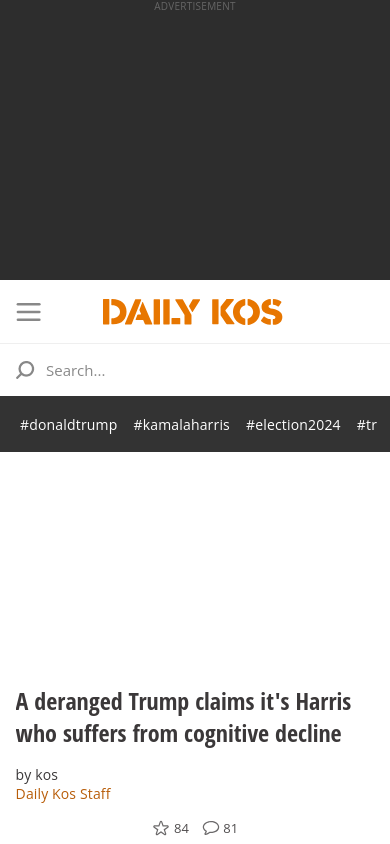 ADVERTISEMENT
DAILY KOS
Search...
#donaldtrump #kamalaharris #election2024 #tr
A deranged Trump claims it's Harris
who suffers from cognitive decline
by kos
Daily Kos Staff
84 81